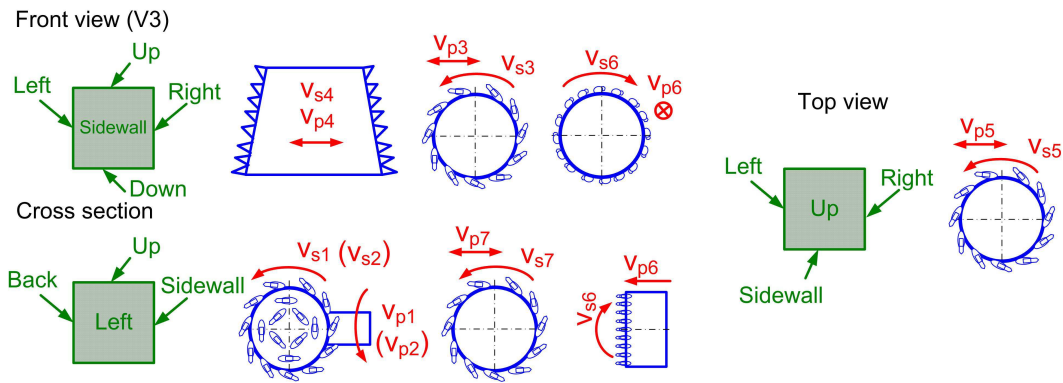 Front view (V3)
Up
Left
Right
Sidewall
Down
vs4
vp4
vp3
vs3
vs6
vp6
Top view
Left
Right
Up
Sidewall
vp5
vs5
Cross section
Up
Back
Sidewall
Left
vs1 (vs2)
vp1
(vp2)
vp7
vs7
vs6
vp6